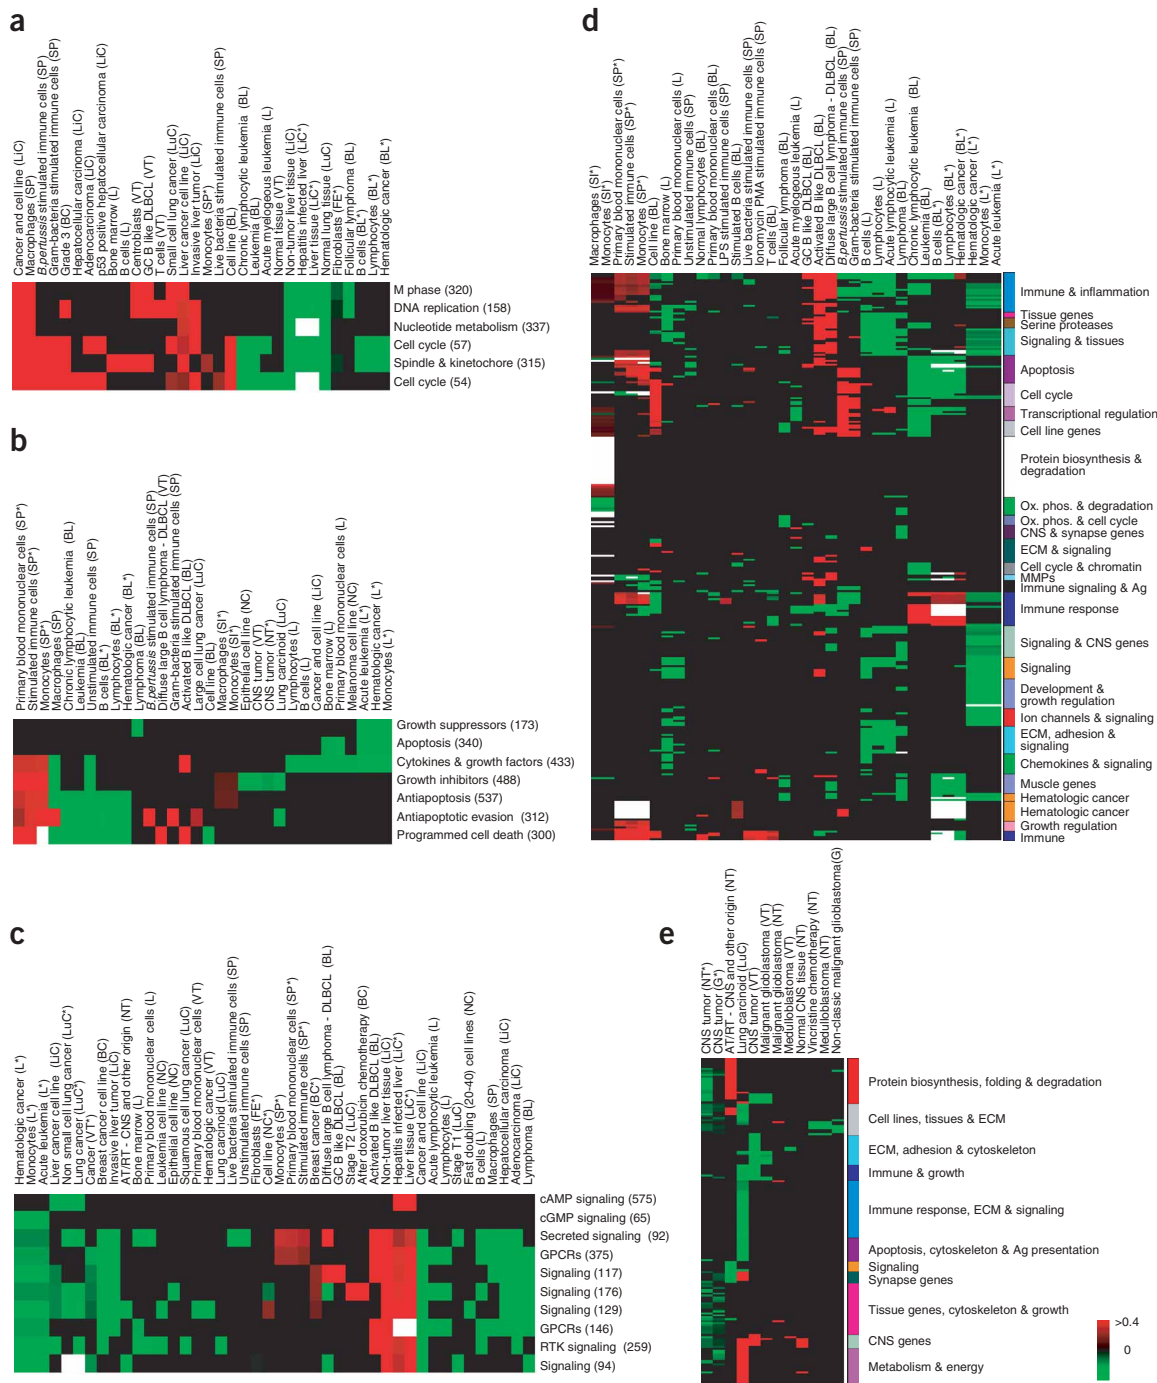 a
Cancer and cell line (LiC)
Macrophages (SP)
B.pertussis stimulated immune cells (SP)
Gram-bacteria stimulated immune cells (SP)
Grade 3 (BC)
Hepatocellular carcinoma (LiC)
Adenocarcinoma (LiC)
P53 positive hepatocellular carcinoma (LiC)
Bone marrow (L)
B cells (L)
Centroblasts (VT)
GC B like DLBCL (VT)
T cells (VT)
Small cell lung cancer (LuC)
Liver cancer cell line (LiC)
Invasive liver tumor (LiC)
Monocytes (SP*)
Live bacteria stimulated immune cells (SP)
Cell line (BL)
Chronic lymphocytic leukemia (BL)
Leukemia (BL)
Acute myelogeous leukemia (L)
Normal tissue (VT)
Non-tumor liver tissue (LiC)
Hepatitis infected liver (LiC*)
Liver tissue (LiC*)
Normal lung tissue (LuC)
Fibroblasts (FE*)
Follicular lymphoma (BL)
B cells (BL*)
Lymphocytes (BL*)
Hematologic cancer (BL*)
M phase (320)
DNA replication (158)
Nucleotide metabolism (337)
Cell cycle (57)
Spindle & kinetochore (315)
Cell cycle (54)
b
Primary blood mononuclear cells (SP*)
Stimulated immune cells (SP*)
Monocytes (SP*)
Macrophages (SP)
Chronic lymphocytic leukemia (BL)
Leukemia (BL)
Unstimulated immune cells (SP)
B cells (BL*)
Lymphocytes (BL*)
Hematologic cancer (BL*)
Lymphoma (BL)
B.pertussis stimulated immune cells (SP)
Diffuse large B cell lymphoma - DLBCL (VT)
Gram-bacteria stimulated immune cells (SP)
Activated B like DLBCL (BL)
Large cell lung cancer (LuC)
Cell line (BL)
Macrophages (SI*)
Monocytes (SI*)
Epithelial cell line (NC)
CNS tumor (VT)
CNS tumor (NT*)
Lung carcinoid (LuC)
Lymphocytes (L)
B cells (L)
Cancer and cell line (LiC)
Bone marrow (L)
Primary blood mononuclear cells (L)
Melanoma cell line (NC)
Acute leukemia (L*)
Hematologic cancer (L*)
Monocytes (L*)
Growth suppressors (173)
Apoptosis (340)
Cytokines & growth factors (433)
Growth inhibitors (488)
Antiapoptosis (537)
Antiapoptotic evasion (312)
Programmed cell death (300)
c
Hematologic cancer (L*)
Monocytes (L*)
Acute leukemia (L*)
Liver cancer cell line (LiC)
Non small cell lung cancer (LuC*)
Lung cancer (LuC*)
Cancer (VT*)
Breast cancer cell line (BC)
Invasive liver tumor (LiC)
AT/RT - CNS and other origin (NT)
Bone marrow (L)
Primary blood mononuclear cells (L)
Leukemia cell line (NC)
Epithelial cell line (NC)
Squamous cell lung cancer (LuC)
Primary blood mononuclear cells (VT)
Hematologic cancer (VT)
Lung carcinoid (LuC)
Live bacteria stimulated immune cells (SP)
Unstimulated immune cells (SP)
Fibroblasts (FE*)
Cell line (NC*)
Monocytes (SP*)
Primary blood mononuclear cells (SP*)
Stimulated immune cells (SP*)
Breast cancer (BC*)
Diffuse large B cell lymphoma - DLBCL (BL)
GC B like DLBCL (BL)
Stage T2 (LuC)
After doxorubicin chemotherapy (BC)
Activated B like DLBCL (BL)
Non-tumor liver tissue (LiC)
Hepatitis infected liver (LiC*)
Liver tissue (LiC*)
Cancer and cell line (LiC)
Acute lymphocytic leukemia (L)
Lymphocytes (L)
Stage T1 (LuC)
Fast doubling (20-40) cell lines (NC)
B cells (L)
Macrophages (SP)
Hepatocellular carcinoma (LiC)
Adenocarcinoma (LiC)
Lymphoma (BL)
cAMP signaling (575)
cGMP signaling (65)
Secreted signaling (92)
GPCRs (375)
Signaling (117)
Signaling (176)
Signaling (129)
GPCRs (146)
RTK signaling (259)
Signaling (94)
d
Macrophages (SI*)
Monocytes (SI*)
Primary blood mononuclear cells (SP*)
Stimulated immune cells (SP*)
Monocytes (SP*)
Cell line (BL)
Bone marrow (L)
Primary blood mononuclear cells (L)
Unstimulated immune cells (SP)
Normal lymphocytes (BL)
Primary blood mononuclear cells (BL)
LPS stimulated immune cells (SP)
Stimulated B cells (BL)
Live bacteria stimulated immune cells (SP)
Ionomycin PMA stimulated immune cells (SP)
T cells (BL)
Follicular lymphoma (BL)
Acute myelogeous leukemia (L)
GC B like DLBCL (BL)
Activated B like DLBCL (BL)
Diffuse large B cell lymphoma - DLBCL (BL)
B.pertussis stimulated immune cells (SP)
Gram-bacteria stimulated immune cells (SP)
B cells (L)
Lymphocytes (L)
Acute lymphocytic leukemia (L)
Lymphoma (BL)
Chronic lymphocytic leukemia (BL)
Leukemia (BL)
B cells (BL*)
Lymphocytes (BL*)
Hematologic cancer (BL*)
Hematologic cancer (L*)
Monocytes (L*)
Acute leukemia (L*)
Immune & inflammation
Tissue genes
Serine proteases
Signaling & tissues
Apoptosis
Cell cycle
Transcriptional regulation
Cell line genes
Protein biosynthesis &
degradation
Ox. phos. & degradation
Ox. phos. & cell cycle
CNS & synapse genes
ECM & signaling
Cell cycle & chromatin
MMPs
Immune signaling & Ag
Immune response
Signaling & CNS genes
Signaling
Development &
growth regulation
Ion channels & signaling
ECM, adhesion &
signaling
Chemokines & signaling
Muscle genes
Hematologic cancer
Hematologic cancer
Growth regulation
Immune
e
CNS tumor (NT*)
CNS tumor (G*)
AT/RT - CNS and other origin (NT)
Lung carcinoid (LuC)
CNS tumor (VT)
Malignant glioblastoma (VT)
Malignant glioblastoma (NT)
Medulloblastoma (VT)
Normal CNS tissue (NT)
Vincristine chemotherapy (NT)
Medulloblastoma (NT)
Non-classic malignant glioblastoma(G)
Protein biosynthesis, folding & degradation
Cell lines, tissues & ECM
ECM, adhesion & cytoskeleton
Immune & growth
Immune response, ECM & signaling
Apoptosis, cytoskeleton & Ag presentation
Signaling
Synapse genes
Tissue genes, cytoskeleton & growth
CNS genes
Metabolism & energy
>0.4
0